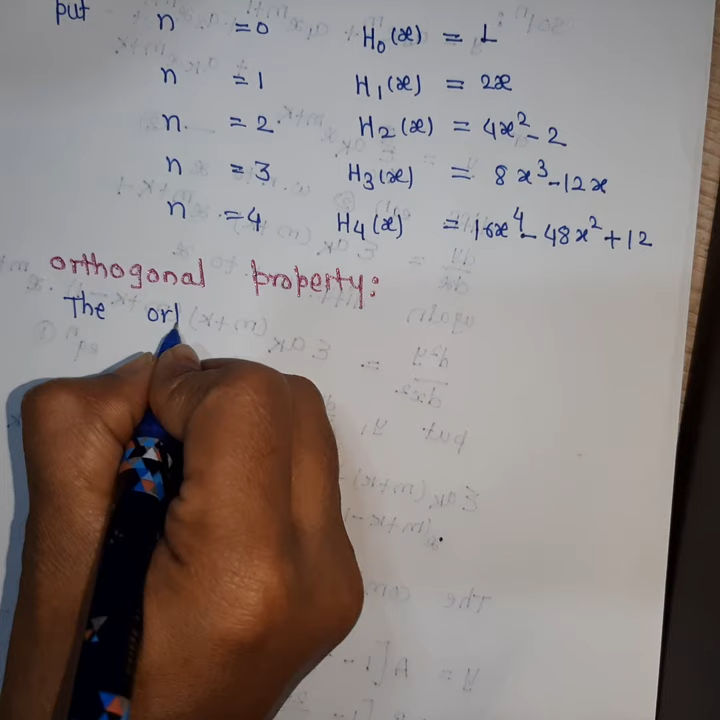 put n = 0 H₀(x) = 1
n = 1 H₁(x) = 2x
n = 2 H₂(x) = 4x² - 2
n = 3 H₃(x) = 8x³ - 12x
n = 4 H₄(x) = 16x⁴ - 48x² + 12
orthogonal property:
The or